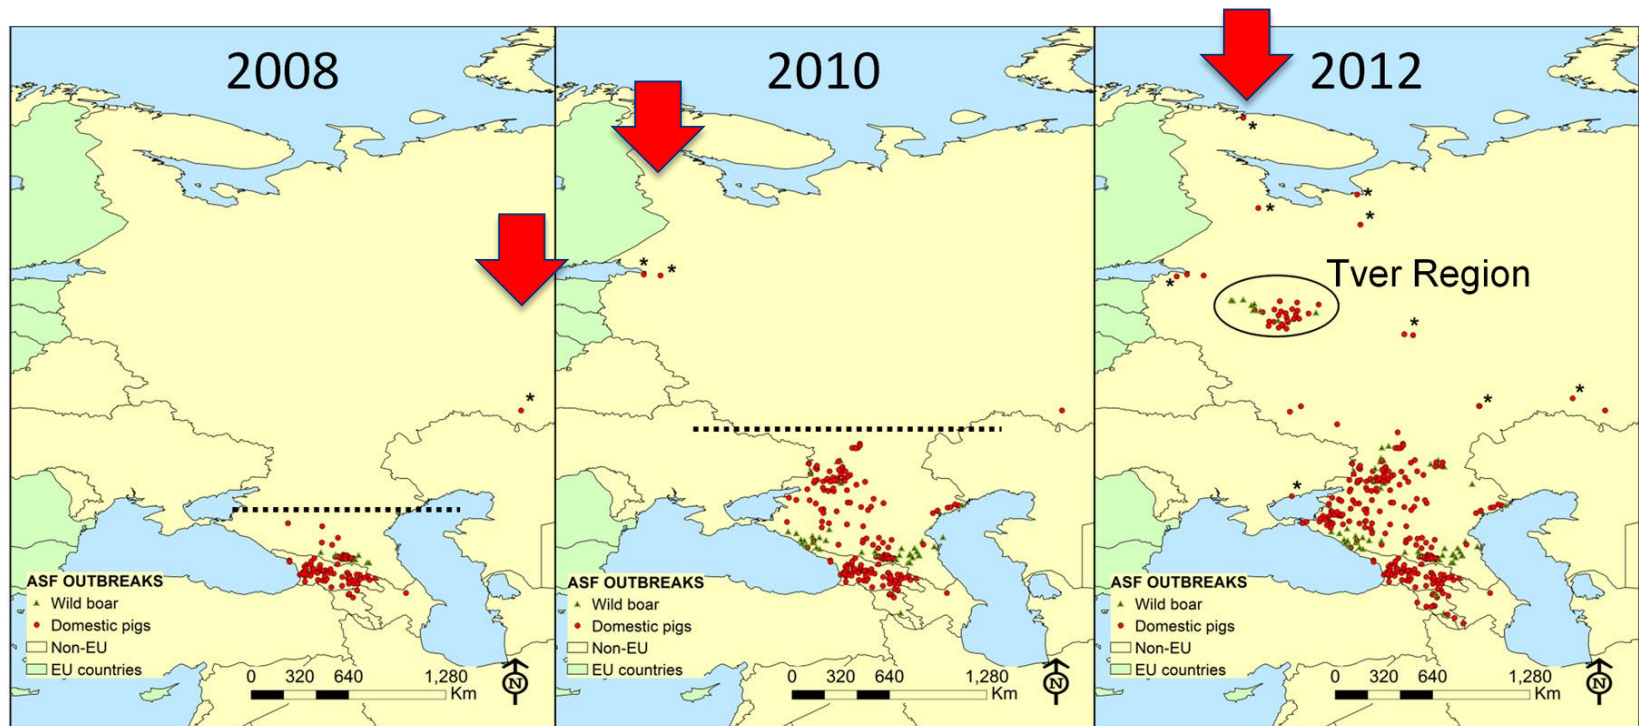 2008
*
ASF OUTBREAKS
Wild boar
Domestic pigs
Non-EU
EU countries
0 320 640 1,280
Km
N
2010
* *
ASF OUTBREAKS
Wild boar
Domestic pigs
Non-EU
EU countries
0 320 640 1,280
Km
N
2012
*
*
* *
Tver Region
*
*
*
*
*
ASF OUTBREAKS
Wild boar
Domestic pigs
Non-EU
EU countries
0 320 640 1,280
Km
N